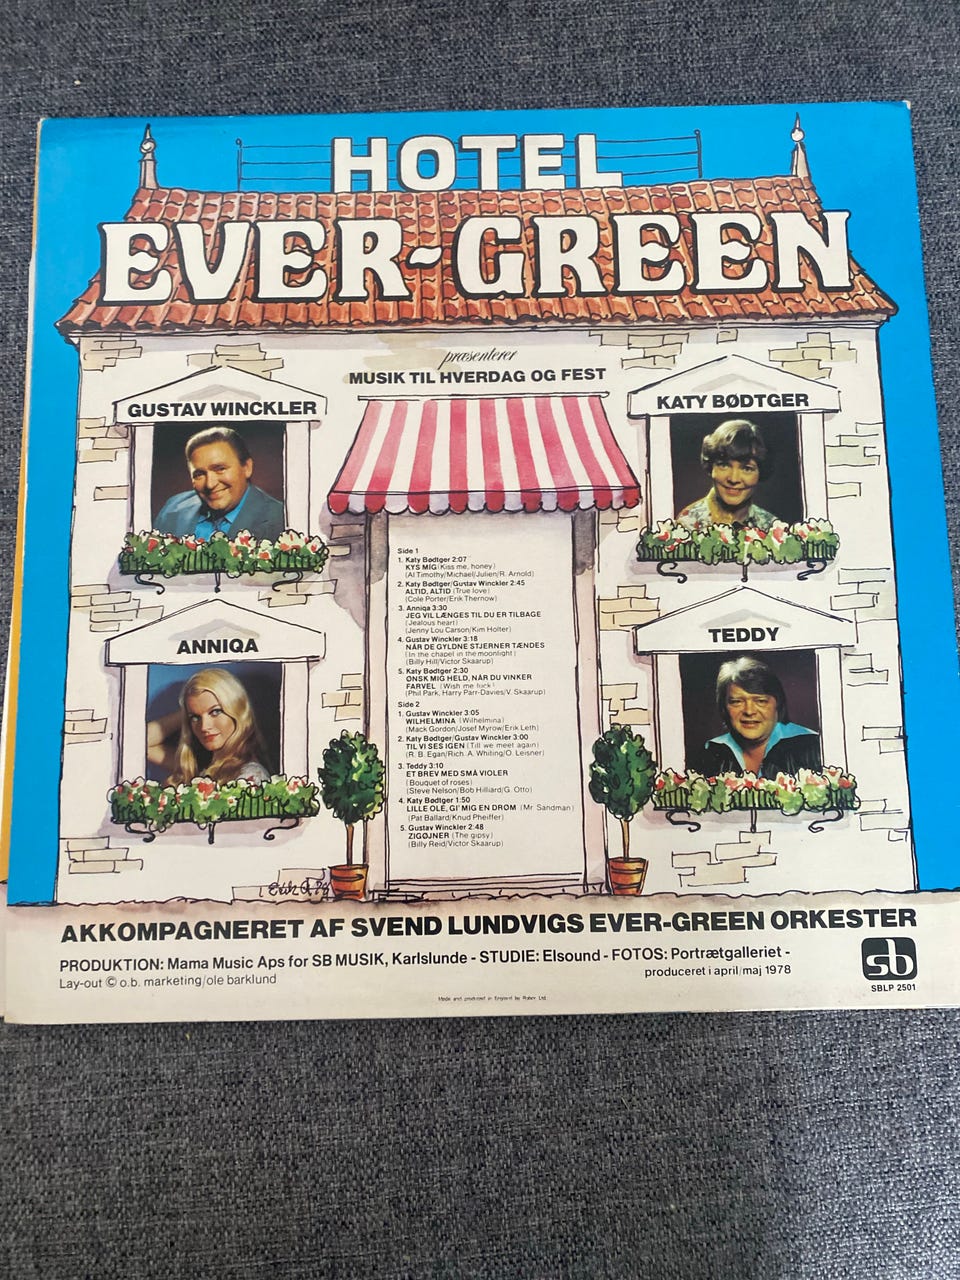 HOTEL
EVER-GREEN
præsenterer
MUSIK TIL HVERDAG OG FEST
GUSTAV WINCKLER
KATY BØDTGER
ANNIQA
TEDDY
Side 1
1. Katy Bødtger 2:07
KYS MIG (Kiss me, honey)
(Al Timothy/Michael/Julien/R. Arnold)
2. Katy Bødtger/Gustav Winckler 2:45
ALTID, ALTID (True love)
(Cole Porter/Erik Thernow)
3. Anniqa 3:30
JEG VIL LÆNGES TIL DU ER TILBAGE
(Jealous heart)
(Jenny Lou Carson/Kim Holter)
4. Gustav Winckler 3:18
NÅR DE GYLDNE STJERNER TÆNDES
(In the chapel in the moonlight)
(Billy Hill/Victor Skaarup)
5. Katy Bødtger 2:30
ØNSK MIG HELD, NÅR DU VINKER
FARVEL (Wish me luck)
(Phil Park, Harry Parr-Davies/V. Skaarup)
Side 2
1. Gustav Winckler 3:05
WILHELMINA (Wilhelmina)
(Mack Gordon/Josef Myrow/Erik Leth)
2. Katy Bødtger/Gustav Winckler 3:00
TIL VI SES IGEN (Till we meet again)
(R. B. Egan/Rich. A. Whiting/O. Leisner)
3. Teddy 3:10
ET BREV MED SMÅ VIOLER
(Bouquet of roses)
(Steve Nelson/Bob Hilliard/G. Otto)
4. Katy Bødtger 1:50
LILLE OLE, GI' MIG EN DRØM (Mr Sandman)
(Pat Ballard/Knud Pheiffer)
5. Gustav Winckler 2:48
ZIGØJNER (The gipsy)
(Billy Reid/Victor Skaarup)
AKKOMPAGNERET AF SVEND LUNDVIGS EVER-GREEN ORKESTER
PRODUKTION: Mama Music Aps for SB MUSIK, Karlslunde - STUDIE: Elsound - FOTOS: Portrætgalleriet -
Lay-out © o.b. marketing/ole barklund
produceret i april/maj 1978
sb
SBLP 2501
Made and produced in England by Robor Ltd.